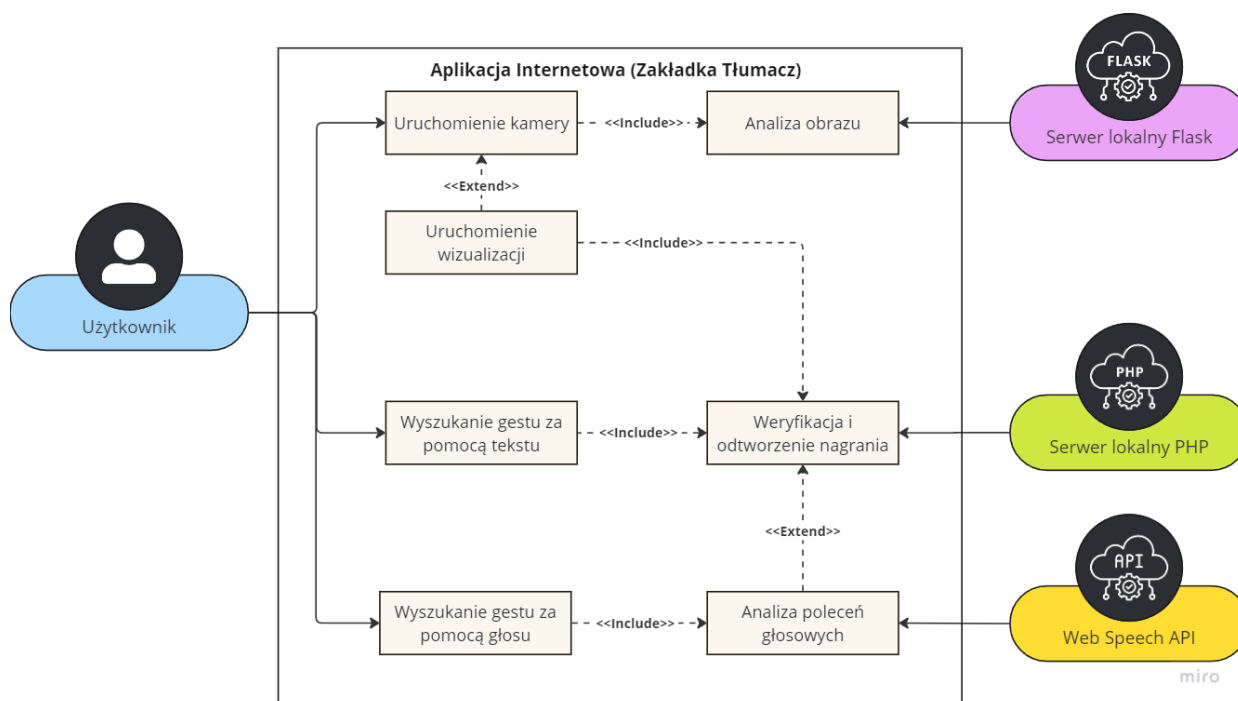 Aplikacja Internetowa (Zakładka Tłumacz)
FLASK
Serwer lokalny Flask
Uruchomienie kamery
<<Include>>
Analiza obrazu
<<Extend>>
Uruchomienie
wizualizacji
<<Include>>
Użytkownik
PHP
Serwer lokalny PHP
Wyszukanie gestu za
pomocą tekstu
<<Include>>
Weryfikacja i
odtworzenie nagrania
<<Extend>>
API
Web Speech API
Wyszukanie gestu za
pomocą głosu
<<Include>>
Analiza poleceń
głosowych
miro